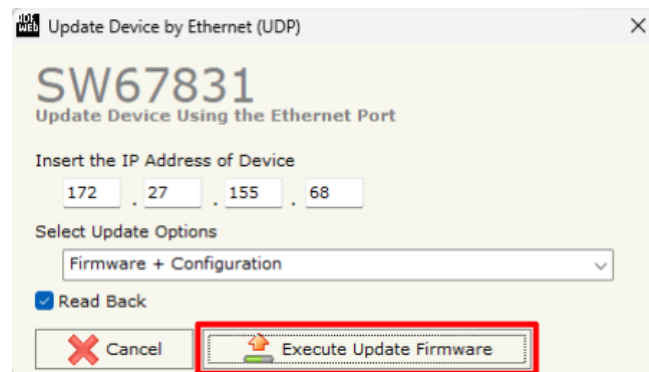 Update Device by Ethernet (UDP)
SW67831
Update Device Using the Ethernet Port
Insert the IP Address of Device
172 . 27 . 155 . 68
Select Update Options
Firmware + Configuration
Read Back
Cancel Execute Update Firmware